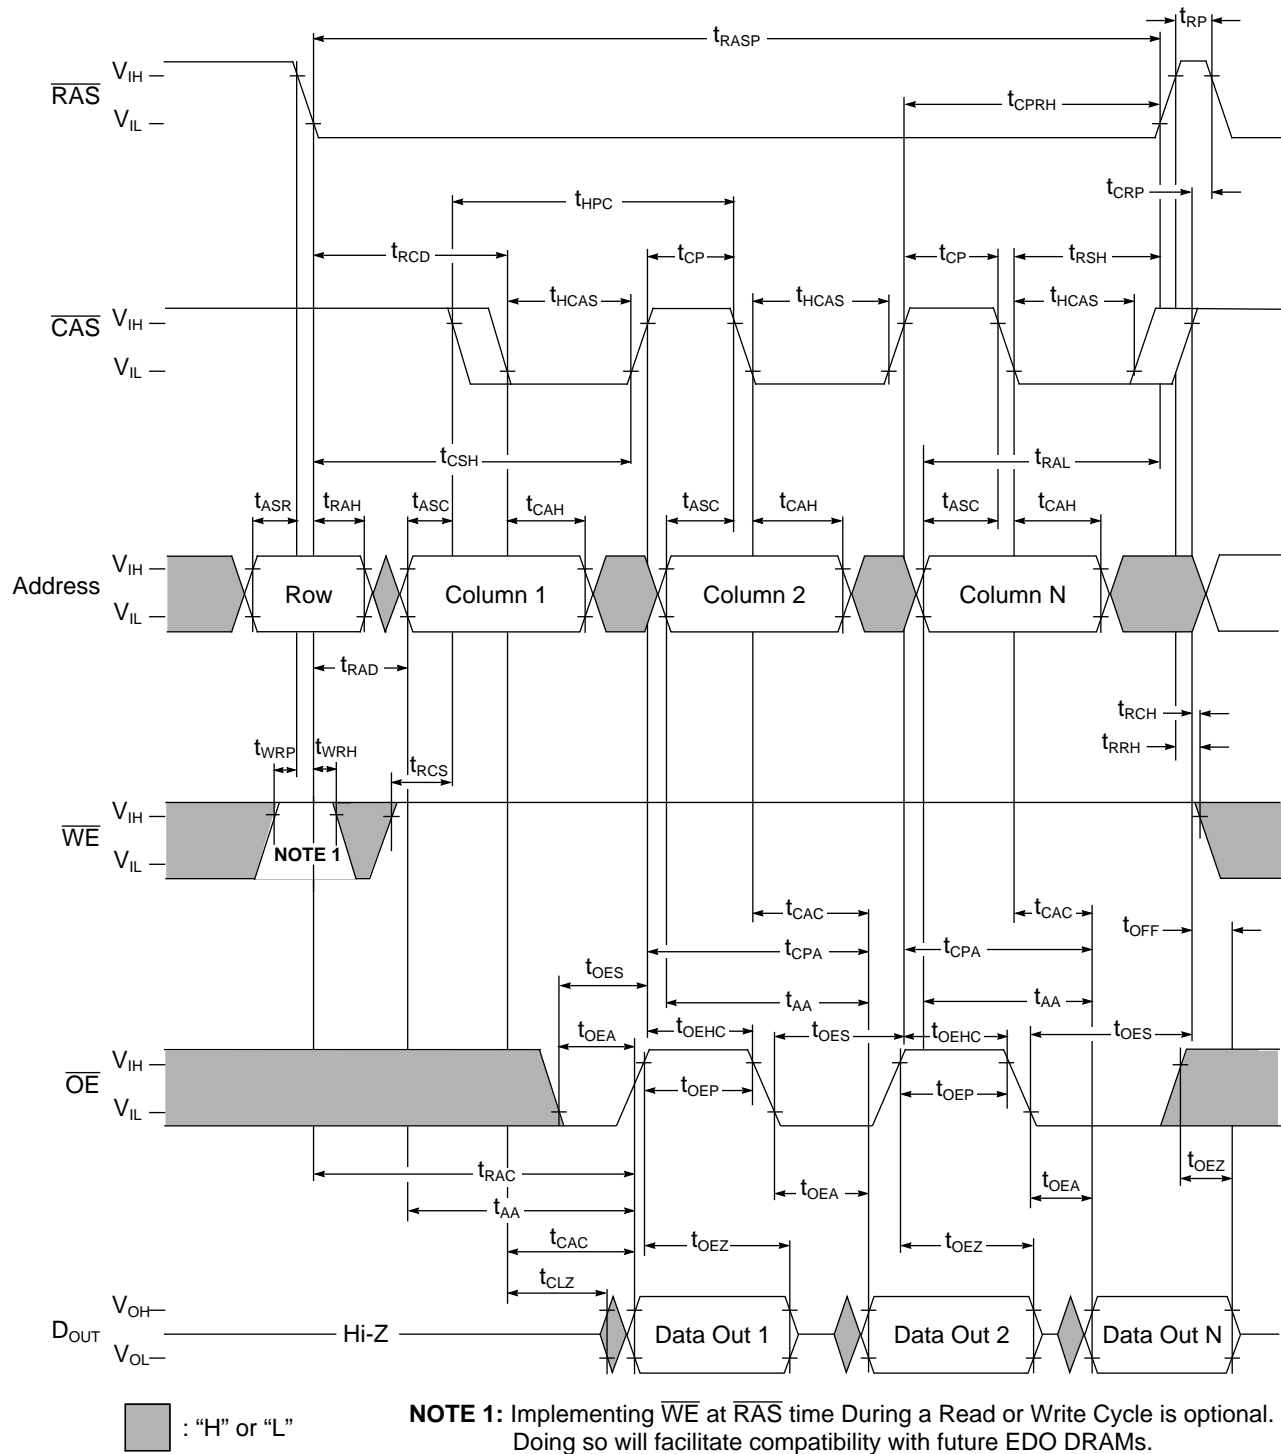 tRP
tRASP
RAS
VIH
VIL
tCPRH
tCRP
tHPC
tRCD
tCP
tCP
tRSH
tHCAS
tHCAS
tHCAS
CAS
VIH
VIL
tCSH
tRAL
tASR
tRAH
tASC
tCAH
tASC
tCAH
tASC
tCAH
Address
VIH
VIL
Row
Column 1
Column 2
Column N
tRAD
tRCH
tRRH
tWRP
tWRH
tRCS
WE
VIH
VIL
NOTE 1
tCAC
tCAC
tOFF
tCPA
tCPA
tOES
tAA
tAA
tOEA
tOEHC
tOES
tOEHC
tOES
OE
VIH
VIL
tOEP
tOEP
tRAC
tOEA
tOEA
tOEZ
tAA
tCAC
tOEZ
tOEZ
tCLZ
DOUT
VOH
VOL
Hi-Z
Data Out 1
Data Out 2
Data Out N
: “H” or “L”
NOTE 1: Implementing WE at RAS time During a Read or Write Cycle is optional.
Doing so will facilitate compatibility with future EDO DRAMs.